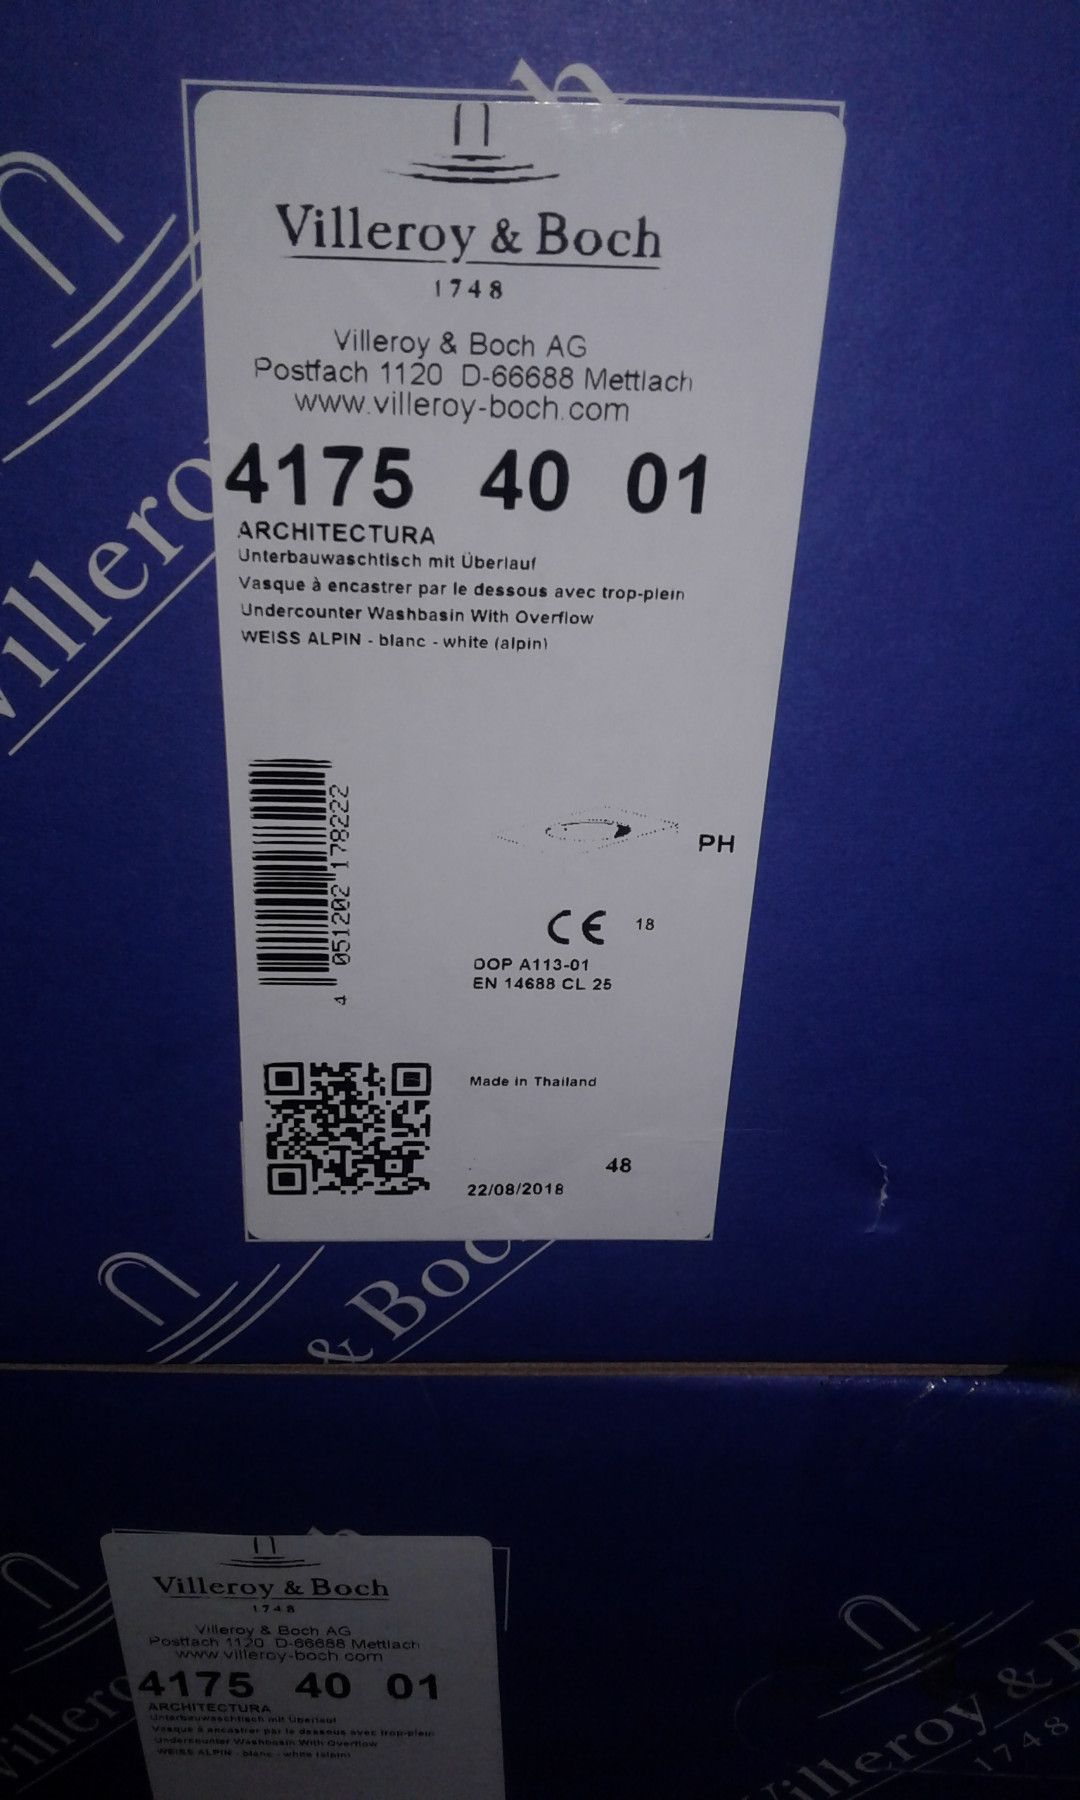 Villeroy & Boch
1748
Villeroy & Boch AG
Postfach 1120 D-66688 Mettlach
www.villeroy-boch.com
4175 40 01
ARCHITECTURA
Unterbauwaschtisch mit Überlauf
Vasque à encastrer par le dessous avec trop-plein
Undercounter Washbasin With Overflow
WEISS ALPIN - blanc - white (alpin)
4 051202 178222
PH
CE 18
DOP A113-01
EN 14688 CL 25
Made in Thailand
48
22/08/2018
Villero
& Boc
Villeroy & Boch
1748
Villeroy & Boch AG
Postfach 1120 D-66688 Mettlach
www.villeroy-boch.com
4175 40 01
ARCHITECTURA
Unterbauwaschtisch mit Überlauf
Vasque à encastrer par le dessous avec trop-plein
Undercounter Washbasin With Overflow
WEISS ALPIN - blanc - white (alpin)
illero
Villeroy & B
1748